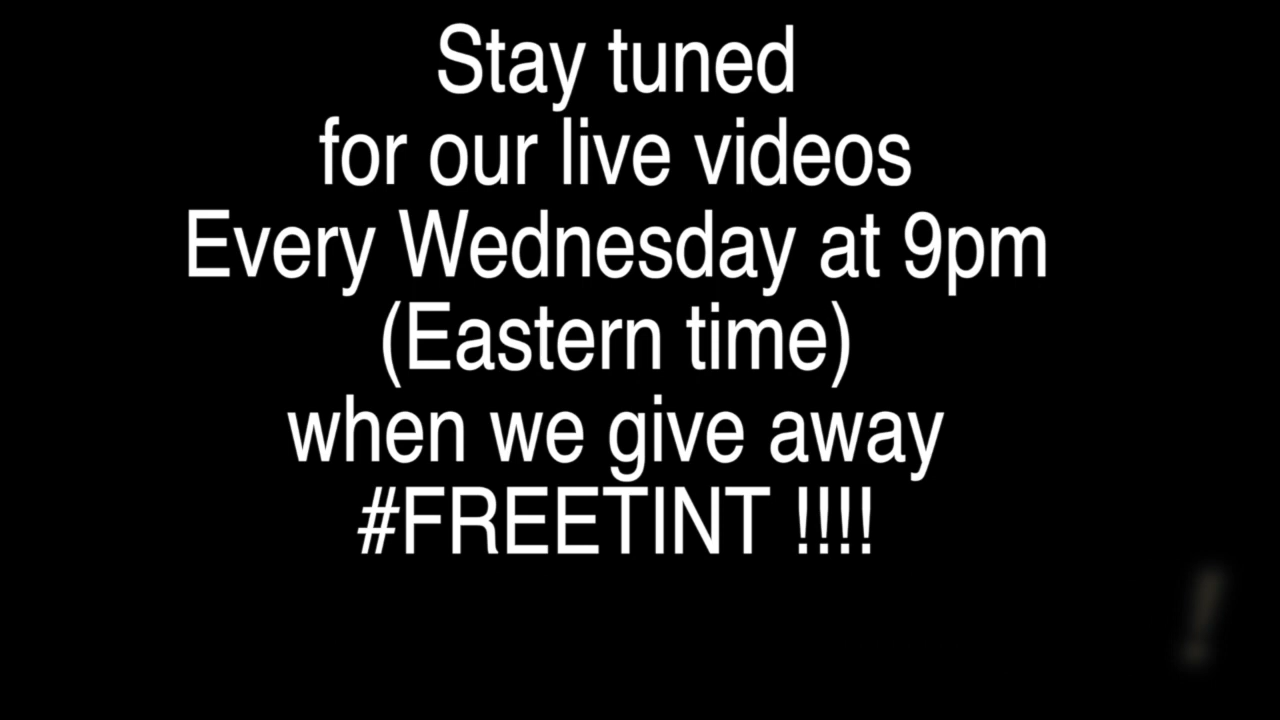 Stay tuned
for our live videos
Every Wednesday at 9pm
(Eastern time)
when we give away
#FREETINT !!!!
!